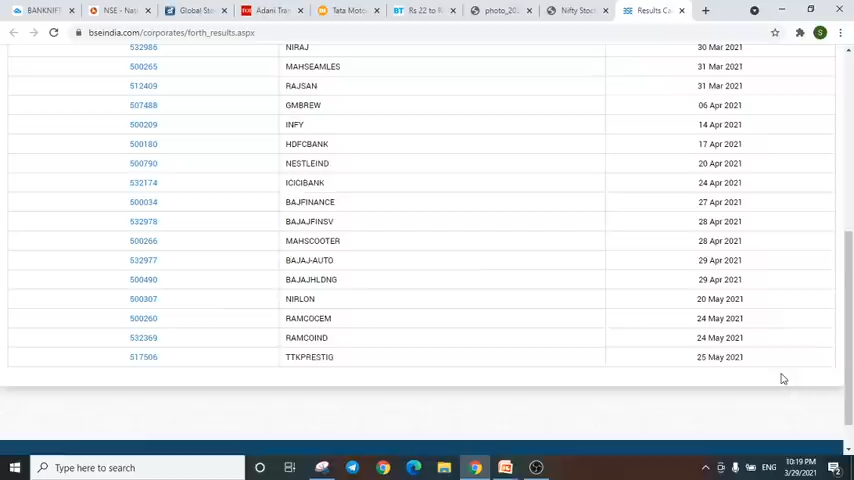 BANKNIFT
NSE - Nati
Global Sto
Adani Tra
Tata Moto
Rs 22 to R
photo_20
Nifty Stoc
Results Ca
bseindia.com/corporates/forth_results.aspx
532986 NIRAJ 30 Mar 2021
500265 MAHSEAMLES 31 Mar 2021
512409 RAJSAN 31 Mar 2021
507488 GMBREW 06 Apr 2021
500209 INFY 14 Apr 2021
500180 HDFCBANK 17 Apr 2021
500790 NESTLEIND 20 Apr 2021
532174 ICICIBANK 24 Apr 2021
500034 BAJFINANCE 27 Apr 2021
532978 BAJAJFINSV 28 Apr 2021
500266 MAHSCOOTER 28 Apr 2021
532977 BAJAJ-AUTO 29 Apr 2021
500490 BAJAJHLDNG 29 Apr 2021
500307 NIRLON 20 May 2021
500260 RAMCOCEM 24 May 2021
532369 RAMCOIND 24 May 2021
517506 TTKPRESTIG 25 May 2021
Type here to search
ENG
10:19 PM
3/29/2021